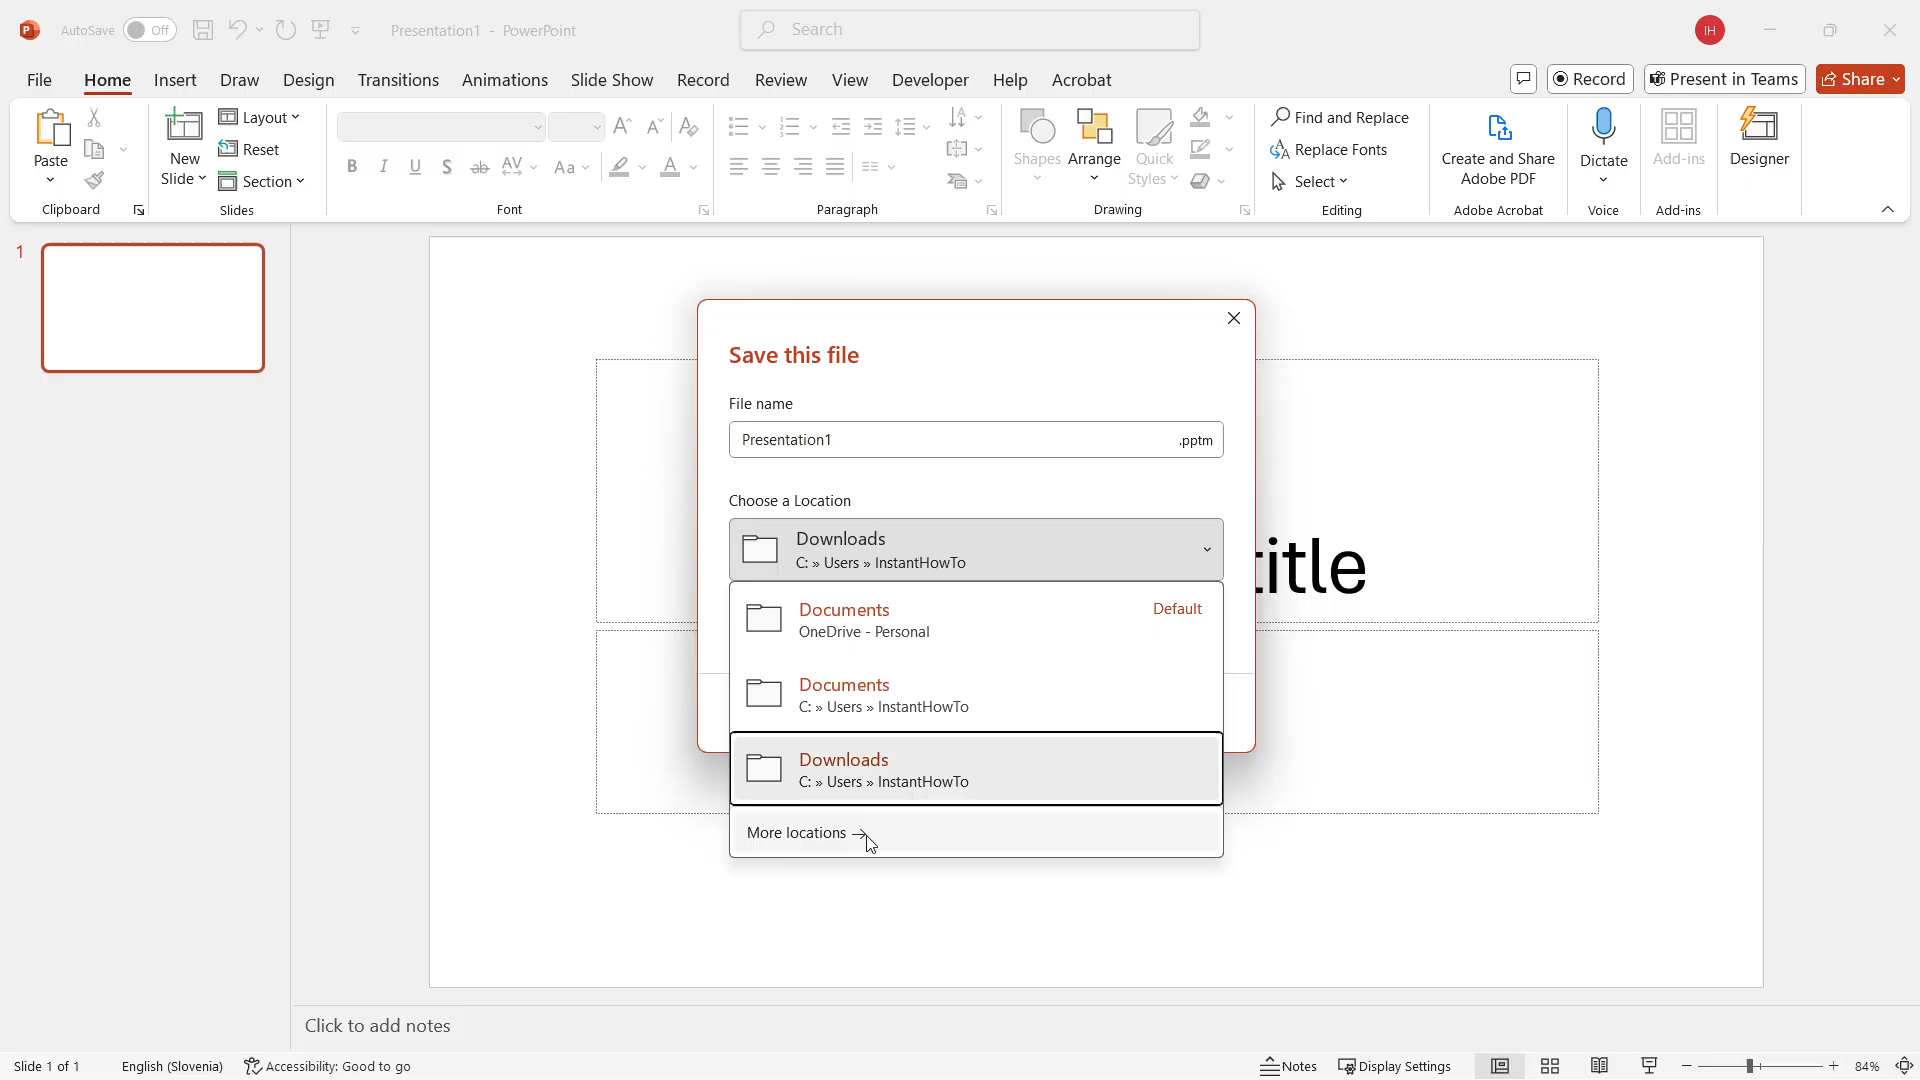 AutoSave Off Presentation1 - PowerPoint Search IH
File Home Insert Draw Design Transitions Animations Slide Show Record Review View Developer Help Acrobat Record Present in Teams Share
Paste
Clipboard
New
Slide
Layout
Reset
Section
Slides
B I U S ab AV Aa A
Font
Paragraph
Shapes
Arrange
Quick
Styles
Drawing
Find and Replace
Replace Fonts
Select
Editing
Create and Share
Adobe PDF
Adobe Acrobat
Dictate
Voice
Add-ins
Add-ins
Designer
1
Save this file
File name
Presentation1 .pptm
Choose a Location
Downloads
C: » Users » InstantHowTo
Documents Default
OneDrive - Personal
Documents
C: » Users » InstantHowTo
Downloads
C: » Users » InstantHowTo
More locations →
title
Click to add notes
Slide 1 of 1 English (Slovenia) Accessibility: Good to go Notes Display Settings 84%